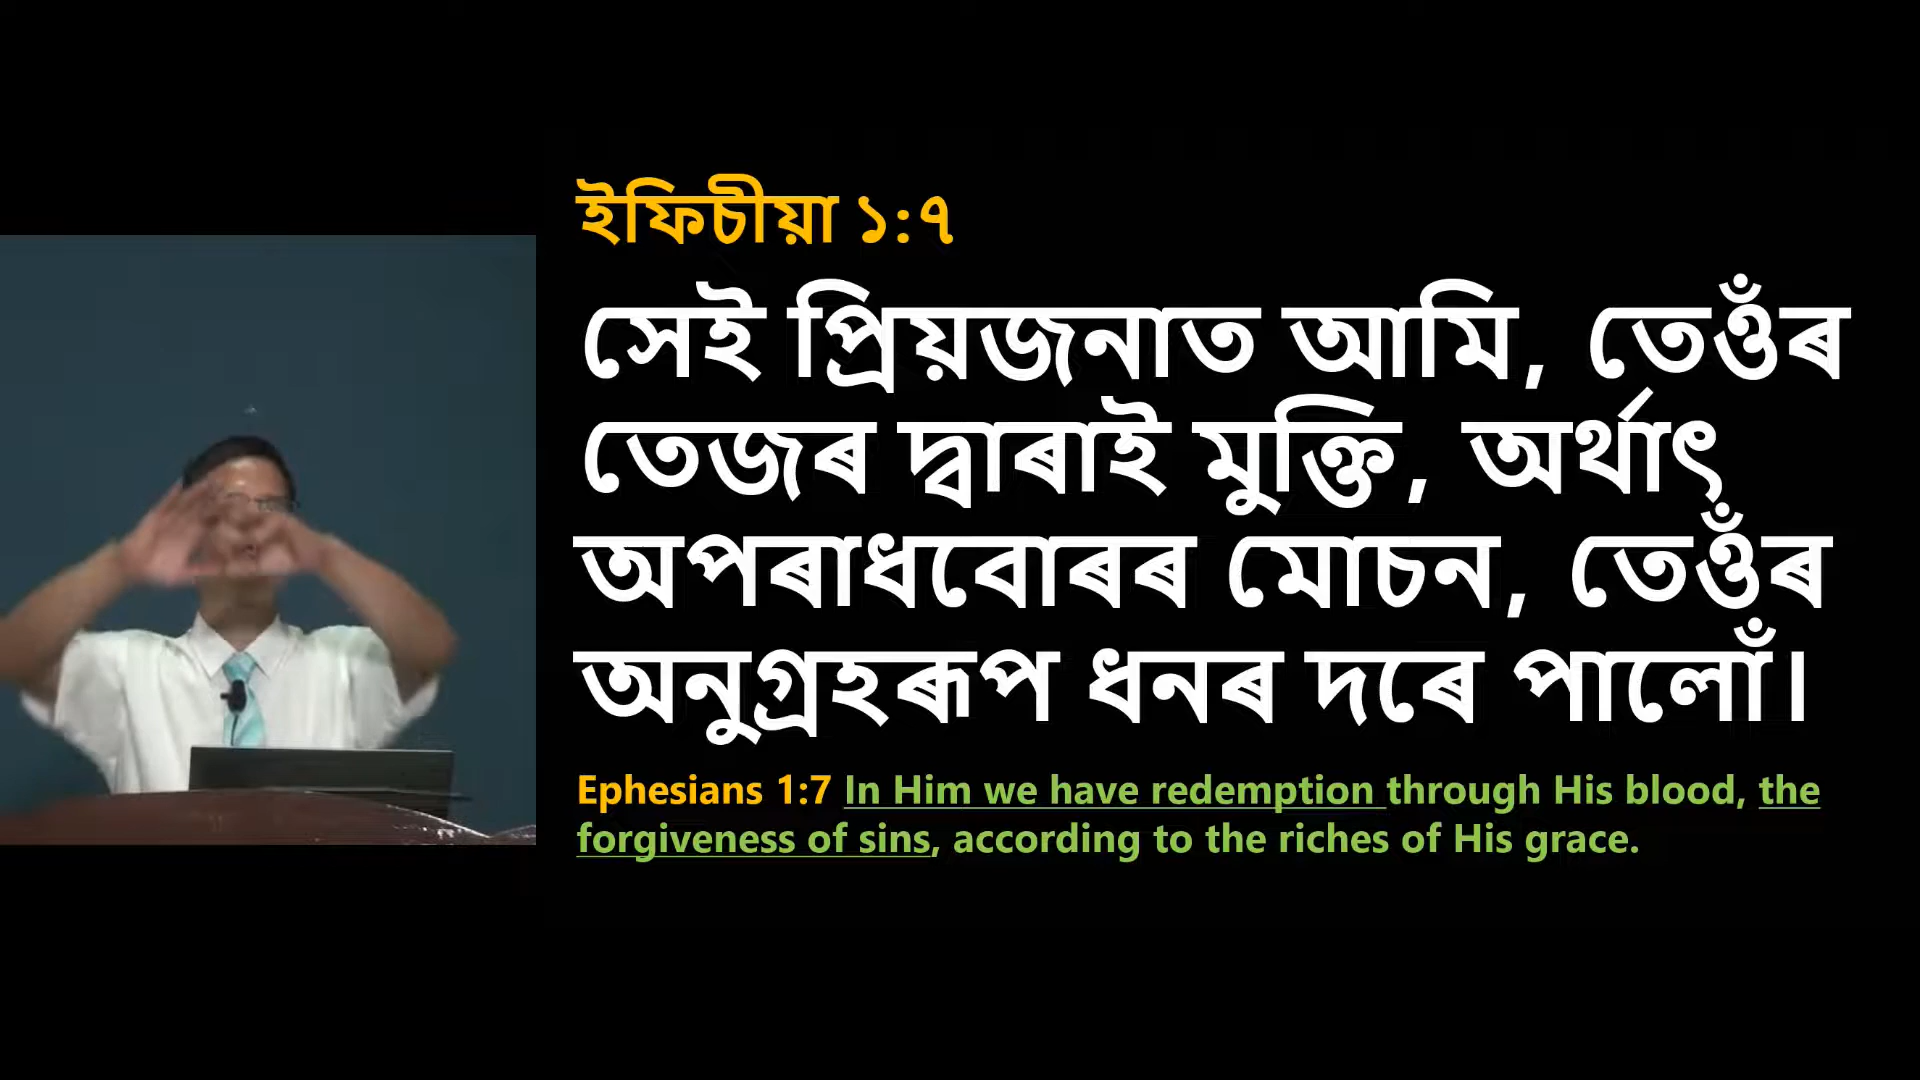 ইফিচীয়া ১:৭
সেই প্ৰিয়জনাত আমি, তেওঁৰ
তেজৰ দ্বাৰাই মুক্তি, অৰ্থাৎ
অপৰাধবোৰৰ মোচন, তেওঁৰ
অনুগ্ৰহৰূপ ধনৰ দৰে পালোঁ।
Ephesians 1:7 In Him we have redemption through His blood, the
forgiveness of sins, according to the riches of His grace.